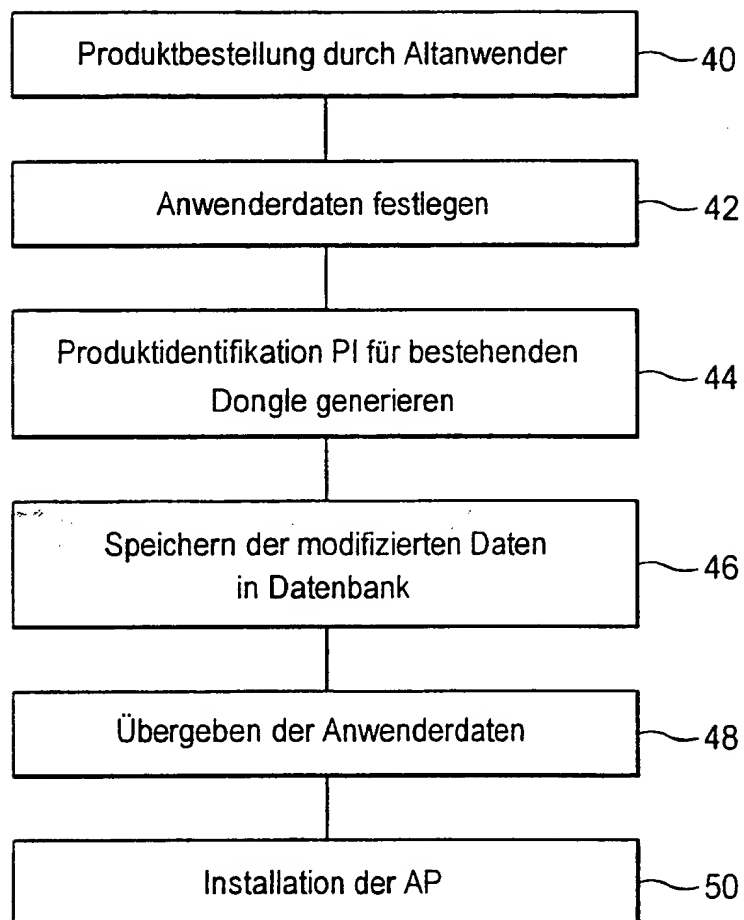 Produktbestellung durch Altanwender
40
Anwenderdaten festlegen
42
Produktidentifikation PI für bestehenden
Dongle generieren
44
Speichern der modifizierten Daten
in Datenbank
46
Übergeben der Anwenderdaten
48
Installation der AP
50